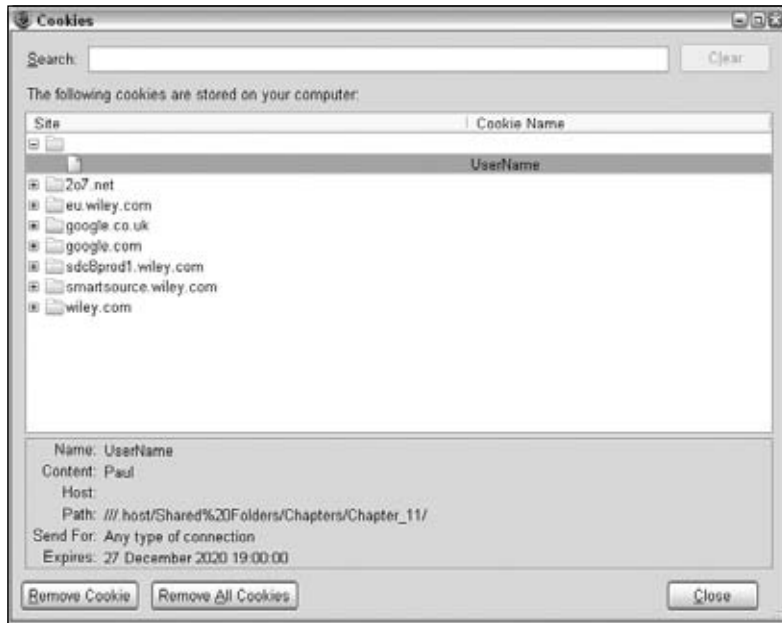 Cookies
Search:
Clear
The following cookies are stored on your computer:
Site Cookie Name
UserName
2o7.net
eu.wiley.com
google.co.uk
google.com
sdc8prod1.wiley.com
smartsource.wiley.com
wiley.com
Name: UserName
Content: Paul
Host:
Path: ///.host/Shared%20Folders/Chapters/Chapter_11/
Send For: Any type of connection
Expires: 27 December 2020 19:00:00
Remove Cookie Remove All Cookies Close